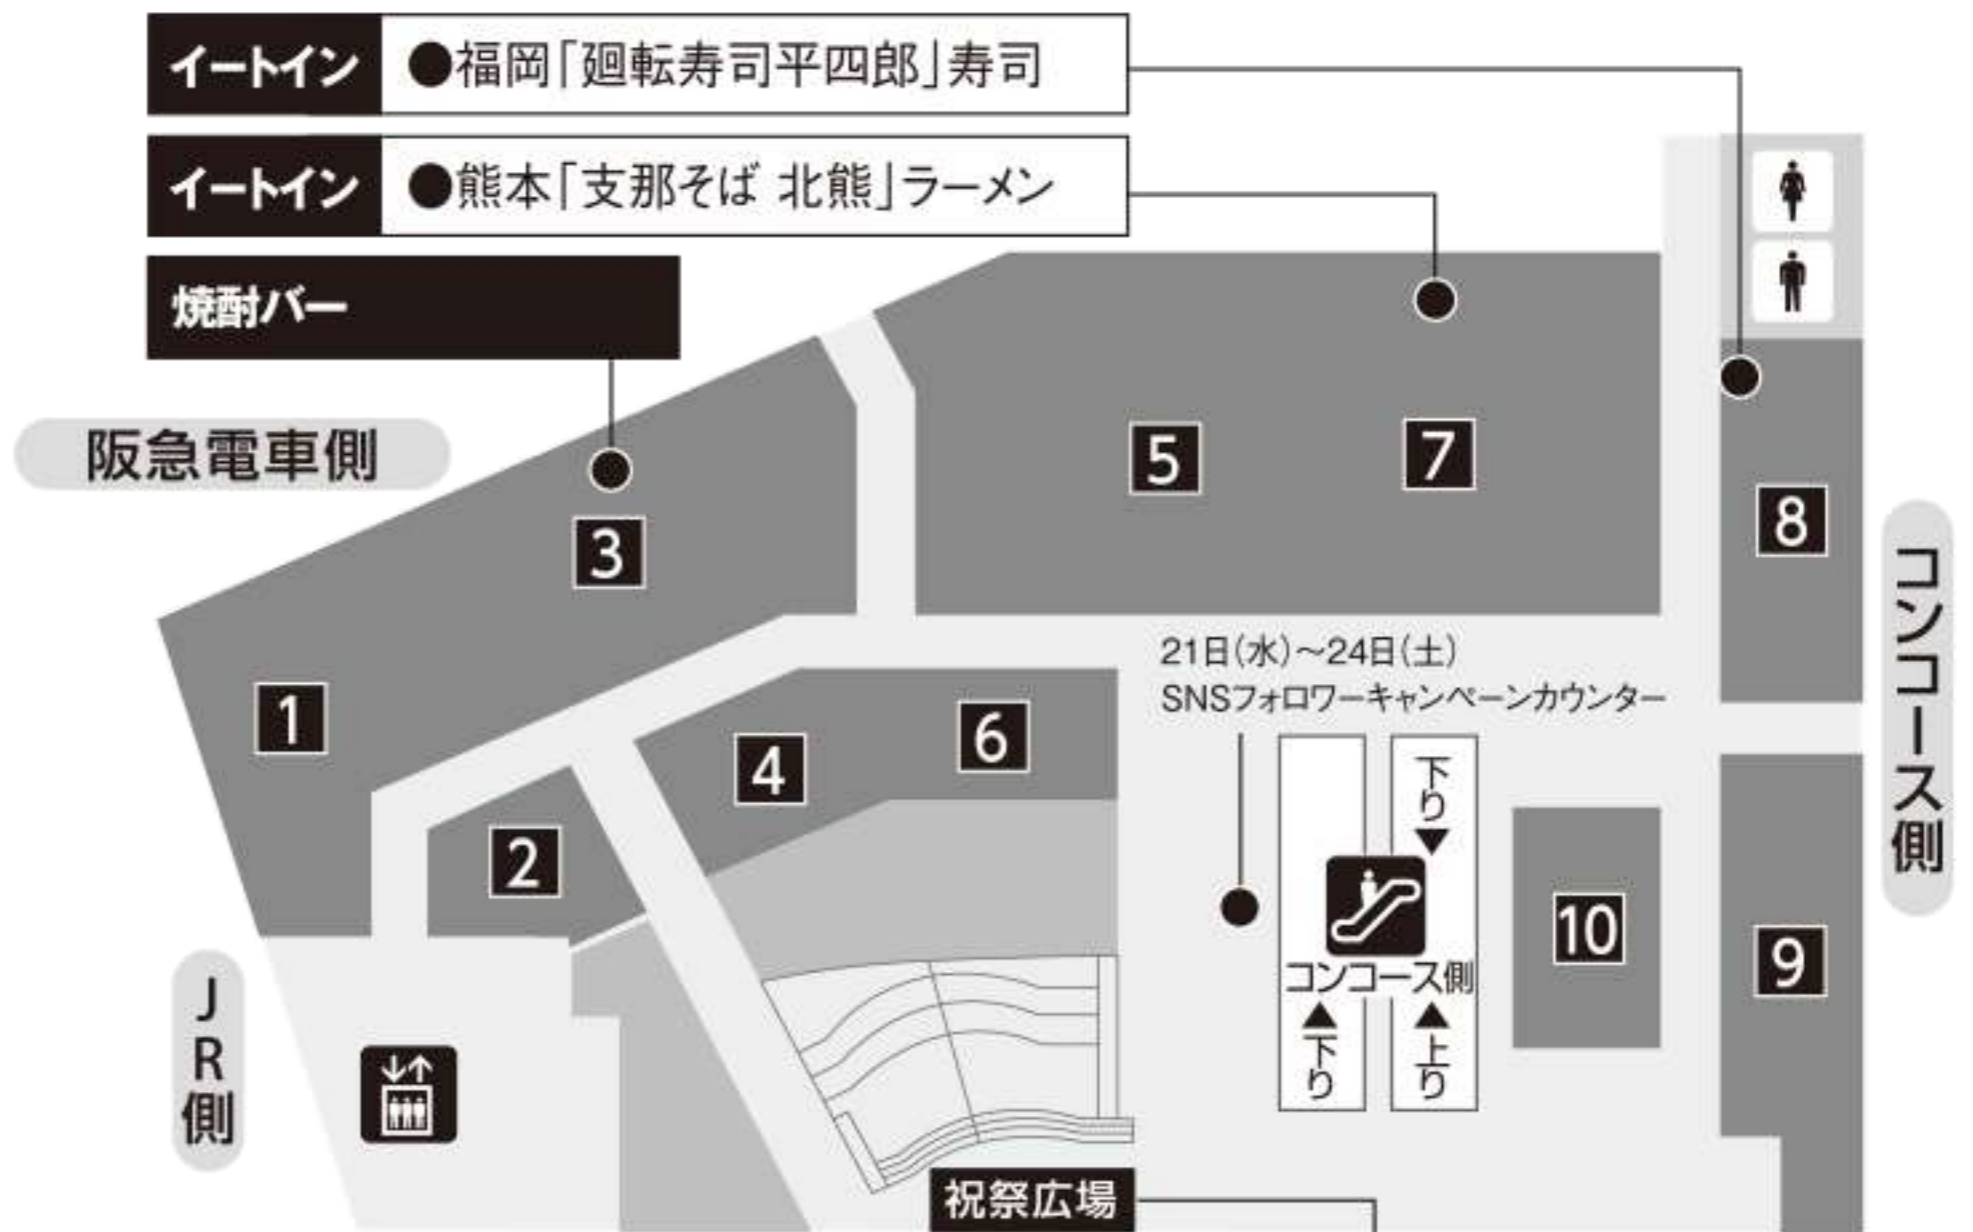 イートイン ●福岡「廻転寿司平四郎」寿司
イートイン ●熊本「支那そば 北熊」ラーメン
焼酎バー
阪急電車側
5
7
3
8
コンコース側
21日(水)～24日(土)
SNSフォロワーキャンペーンカウンター
1
4
6
下り▼
2
10
9
コンコース側
JR側
▲下り
▲上り
祝祭広場